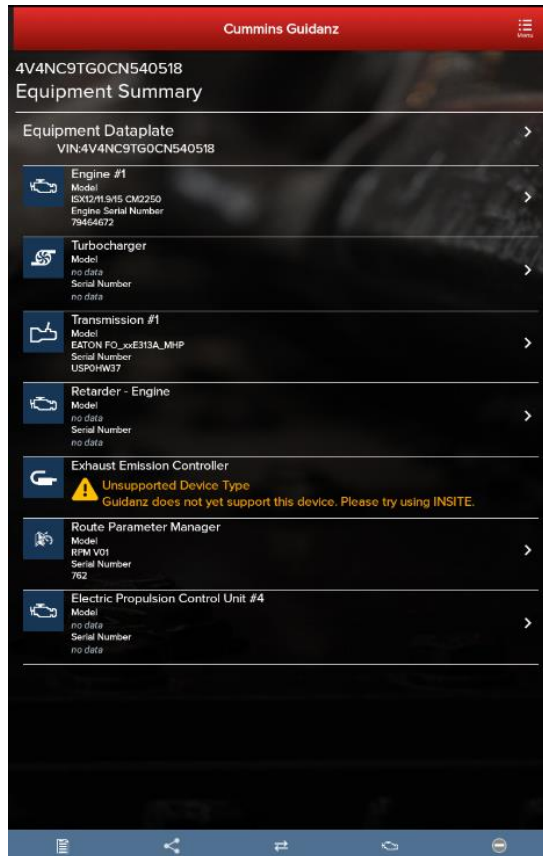 Cummins Guidanz
Menu
4V4NC9TG0CN540518
Equipment Summary
Equipment Dataplate
VIN:4V4NC9TG0CN540518
Engine #1
Model
ISX12/11.9/15 CM2250
Engine Serial Number
79464672
Turbocharger
Model
no data
Serial Number
no data
Transmission #1
Model
EATON FO_xxE313A_MHP
Serial Number
USP0HW37
Retarder - Engine
Model
no data
Serial Number
no data
Exhaust Emission Controller
Unsupported Device Type
Guidanz does not yet support this device. Please try using INSITE.
Route Parameter Manager
Model
RPM V01
Serial Number
762
Electric Propulsion Control Unit #4
Model
no data
Serial Number
no data